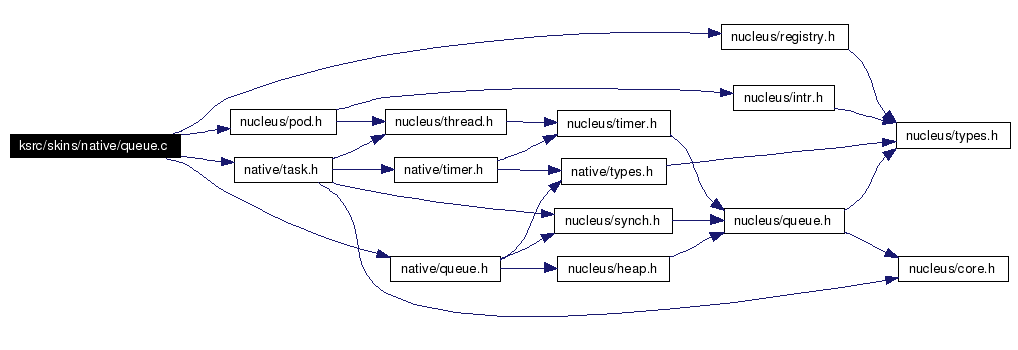 nucleus/registry.h
nucleus/intr.h
nucleus/pod.h
nucleus/thread.h
nucleus/timer.h
nucleus/types.h
ksrc/skins/native/queue.c
native/task.h
native/timer.h
native/types.h
nucleus/synch.h
nucleus/queue.h
native/queue.h
nucleus/heap.h
nucleus/core.h